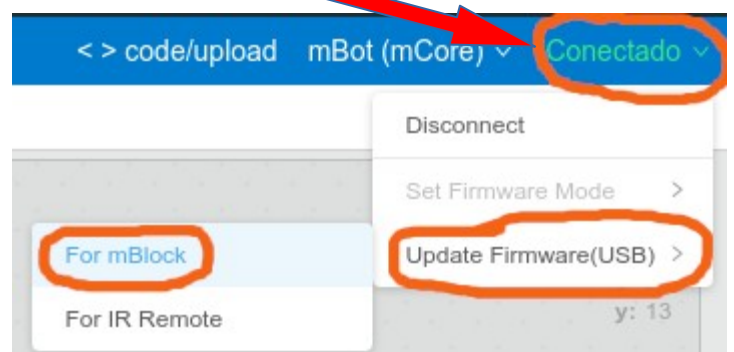 < > code/upload mBot (mCore) Conectado
Disconnect
Set Firmware Mode >
For mBlock
Update Firmware(USB) >
For IR Remote
y: 13